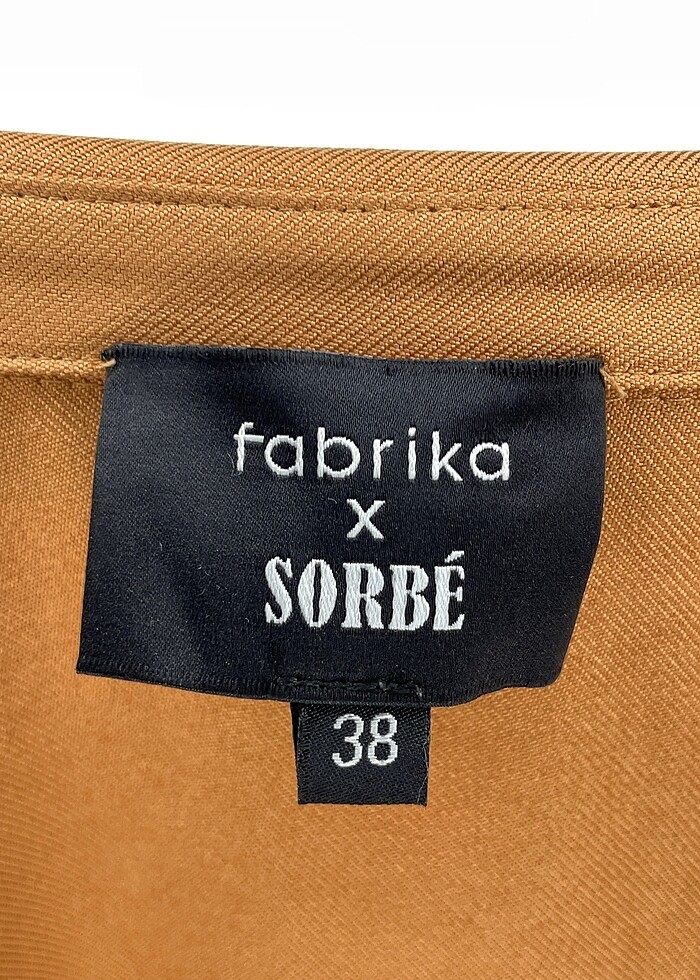 fabrika
x
SORBÉ
38